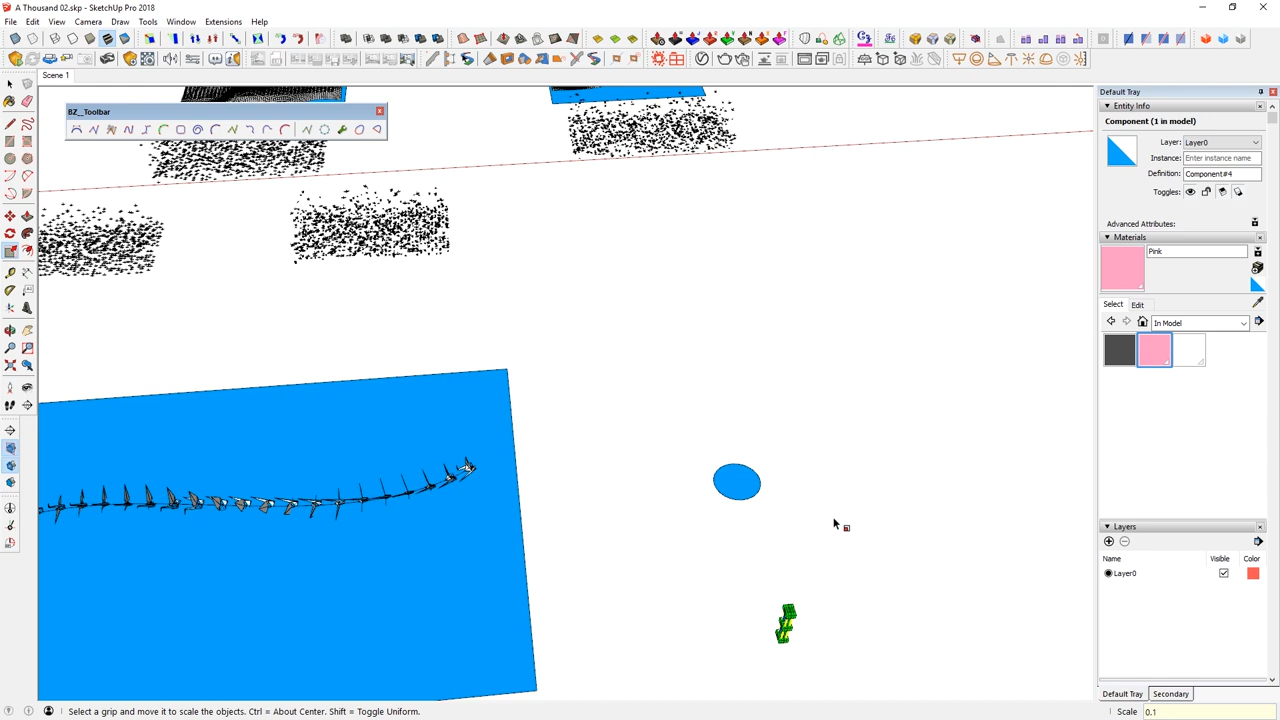 A Thousand 02.skp - SketchUp Pro 2018
File Edit View Camera Draw Tools Window Extensions Help
Scene 1
Default Tray
BZ__Toolbar
Entity Info
Component (1 in model)
Layer: Layer0
Instance: Enter instance name
Definition: Component#4
Toggles:
Advanced Attributes:
Materials
Pink
Select Edit
In Model
Layers
Name Visible Color
Layer0
Default Tray Secondary
Select a grip and move it to scale the objects. Ctrl = About Center. Shift = Toggle Uniform.
Scale 0.1